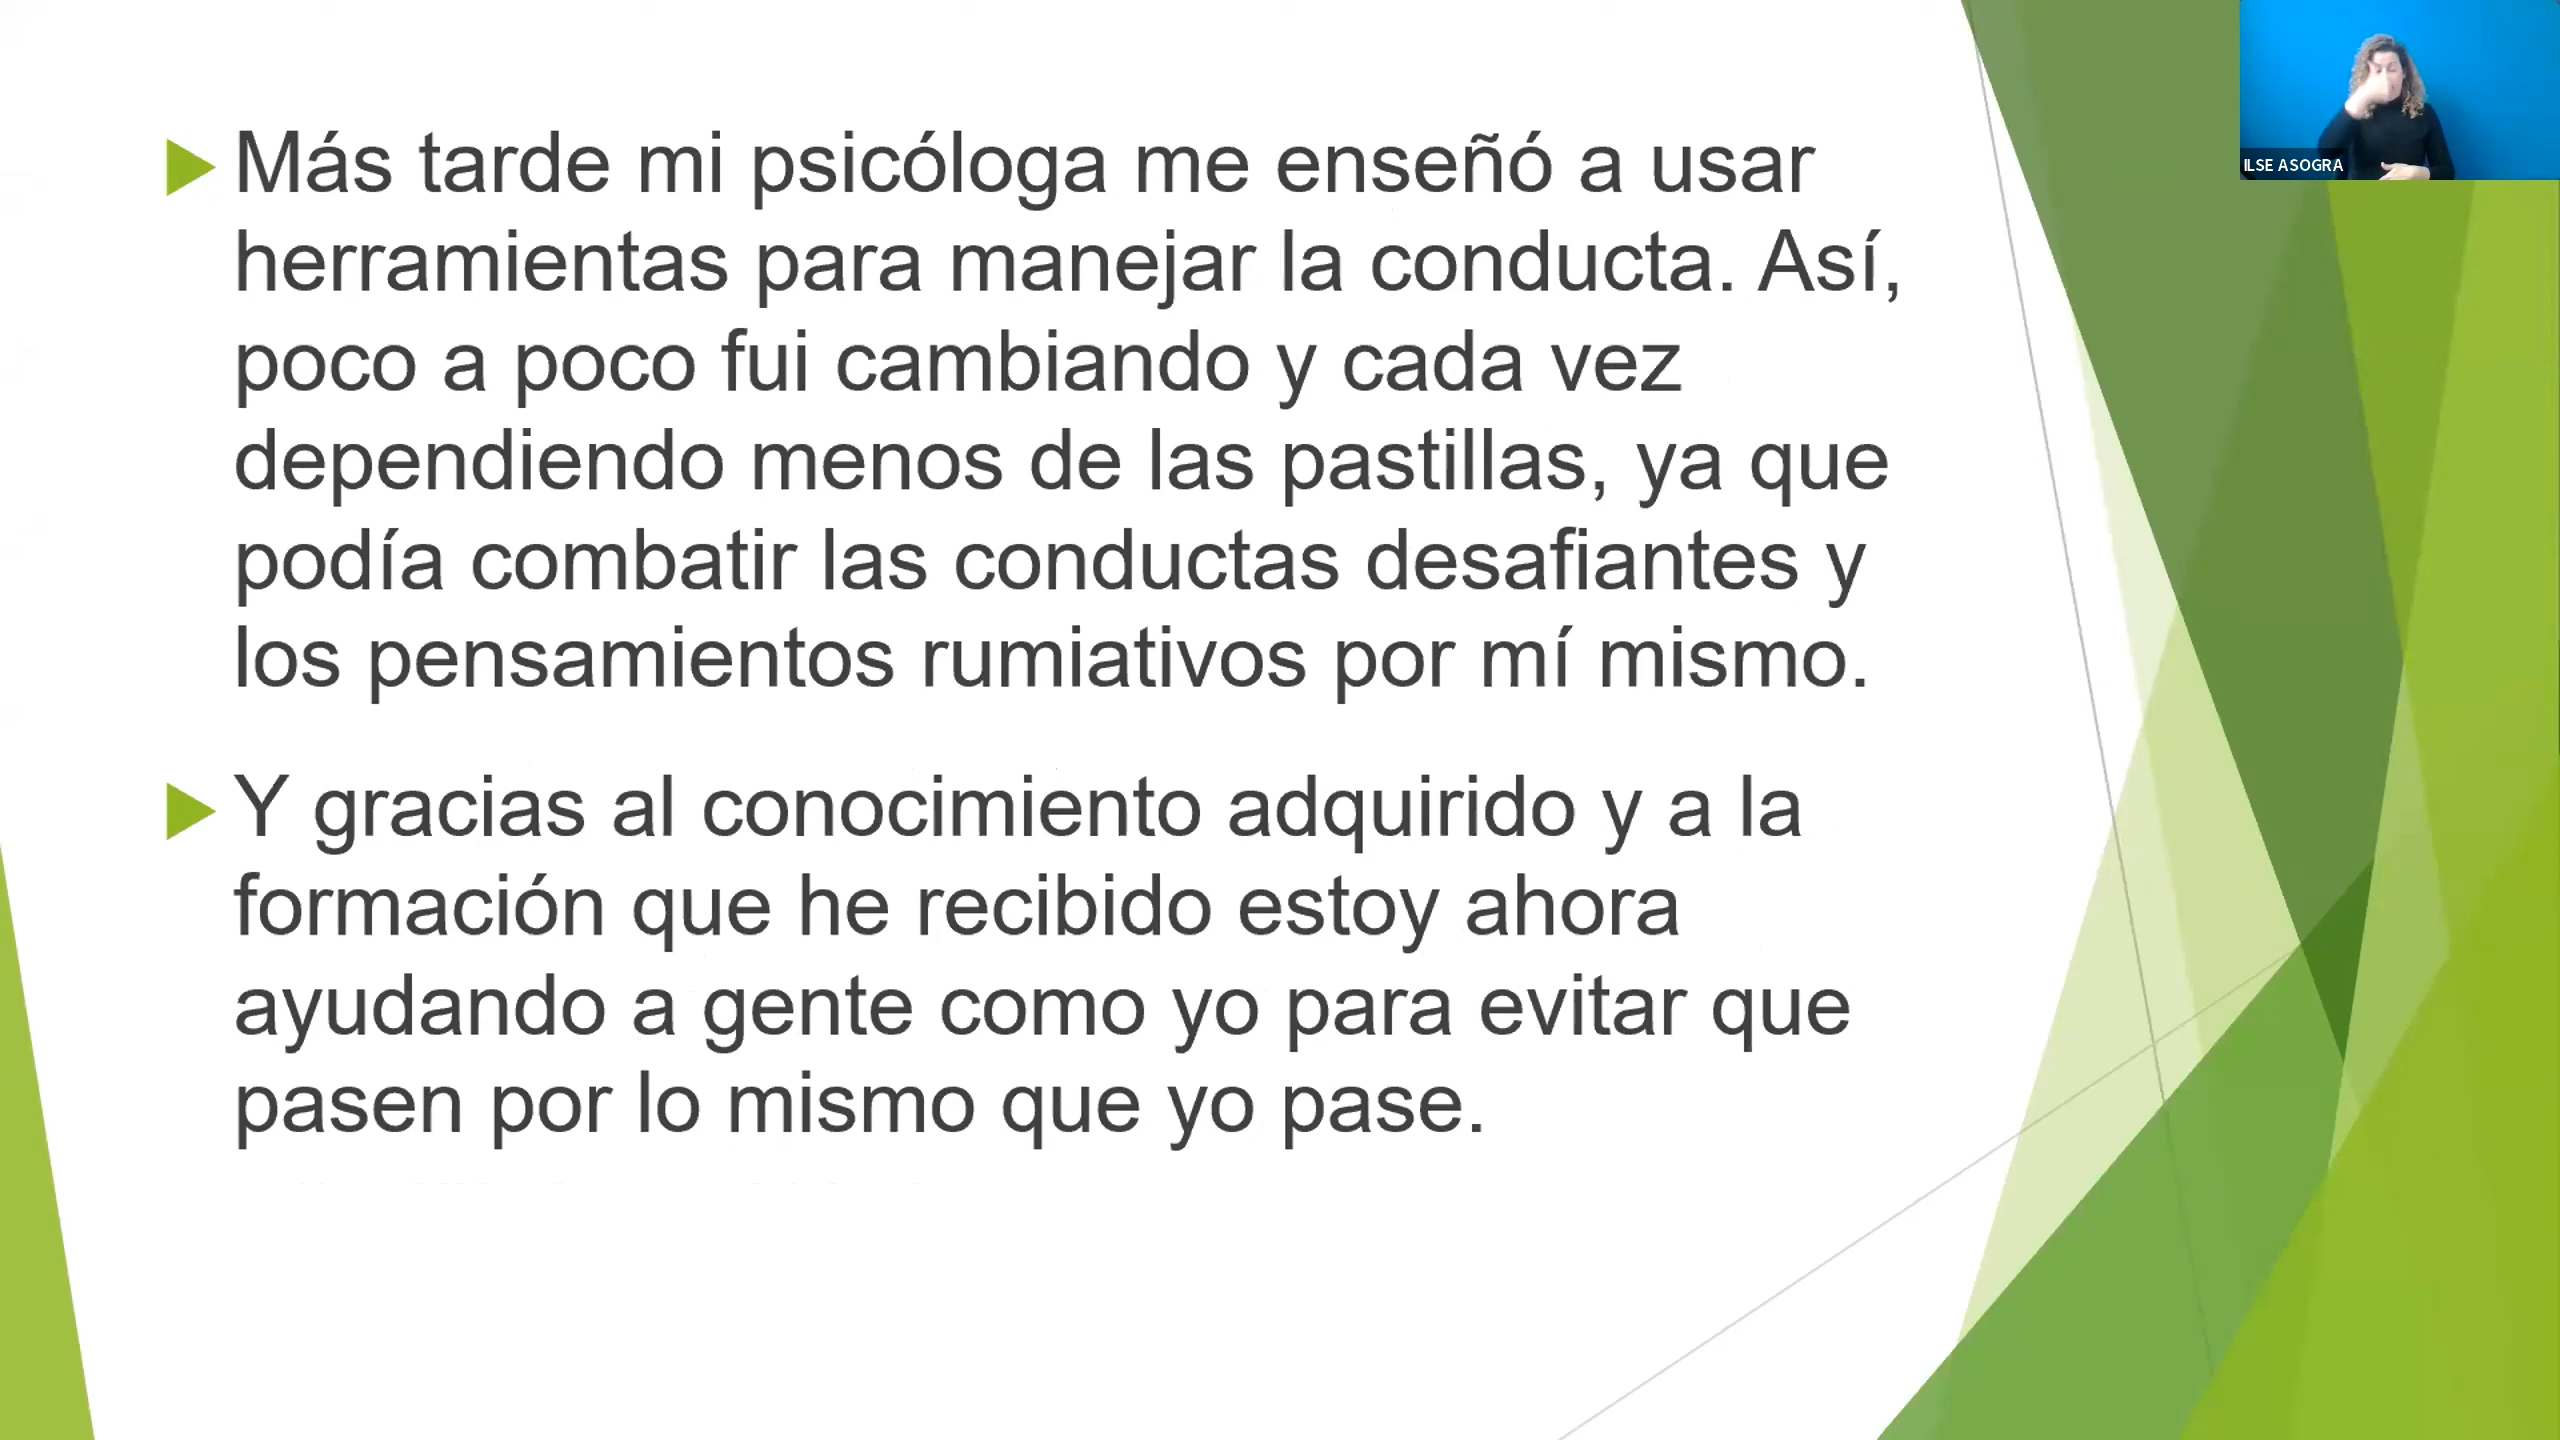 Más tarde mi psicóloga me enseñó a usar
herramientas para manejar la conducta. Así,
poco a poco fui cambiando y cada vez
dependiendo menos de las pastillas, ya que
podía combatir las conductas desafiantes y
los pensamientos rumiativos por mí mismo.
Y gracias al conocimiento adquirido y a la
formación que he recibido estoy ahora
ayudando a gente como yo para evitar que
pasen por lo mismo que yo pase.
ILSE ASOGRA